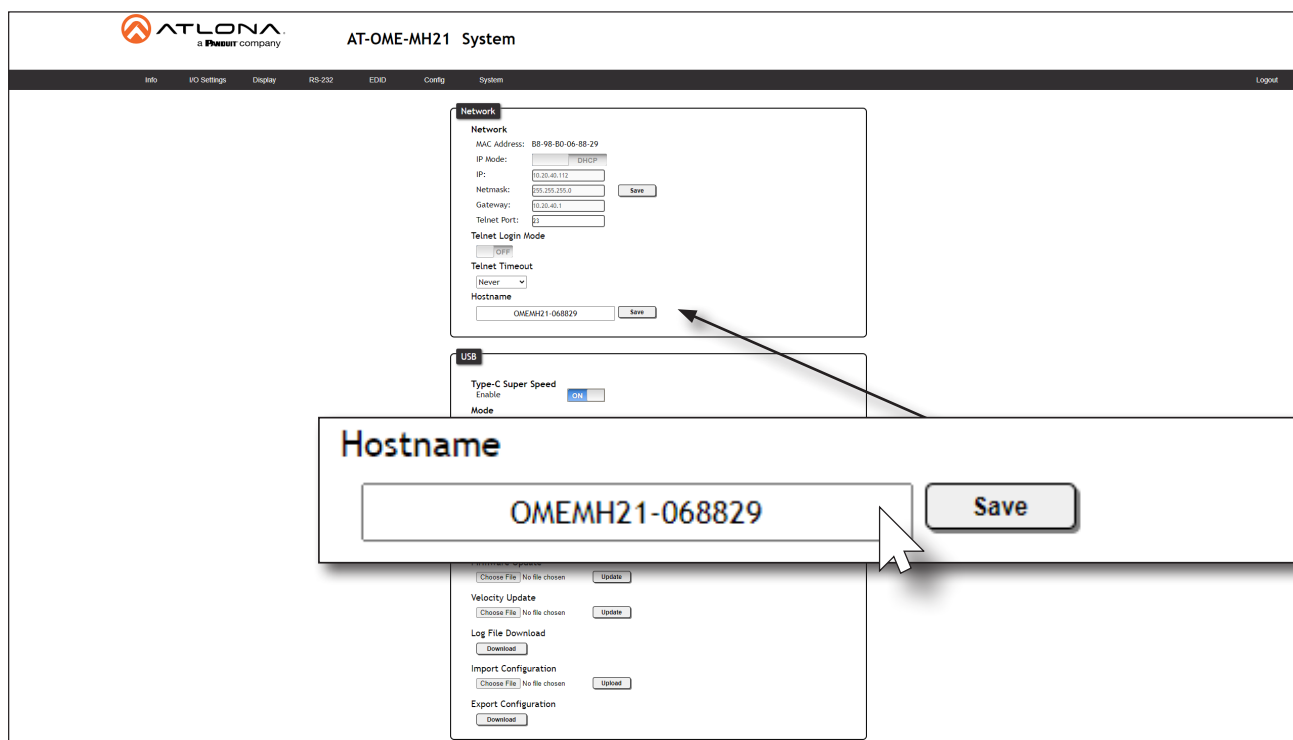 ATLONA.
a PANDUIT company
AT-OME-MH21 System
Info I/O Settings Display RS-232 EDID Config System Logout
Network
Network
MAC Address: B8-98-B0-06-88-29
IP Mode: DHCP
IP: 10.20.40.112
Netmask: 255.255.255.0 Save
Gateway: 10.20.40.1
Telnet Port: 23
Telnet Login Mode
OFF
Telnet Timeout
Never
Hostname
OMEMH21-068829 Save
USB
Type-C Super Speed
Enable ON
Mode
Hostname
OMEMH21-068829 Save
Firmware Update
Choose File No file chosen Update
Velocity Update
Choose File No file chosen Update
Log File Download
Download
Import Configuration
Choose File No file chosen Upload
Export Configuration
Download